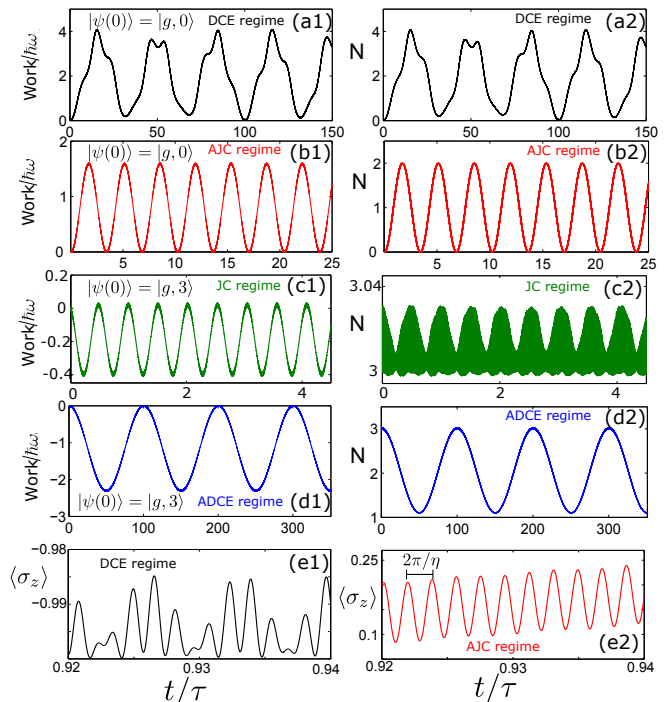 |ψ(0)⟩ = |g, 0⟩ DCE regime (a1)
Work/ħω
4
2
0
0 50 100 150
DCE regime (a2)
N
4
2
0
0 50 100 150
|ψ(0)⟩ = |g, 0⟩ AJC regime (b1)
Work/ħω
2
1
0
5 10 15 20 25
AJC regime (b2)
N
2
1
0
5 10 15 20 25
|ψ(0)⟩ = |g, 3⟩ JC regime (c1)
Work/ħω
0.2
0
−0.2
−0.4
0 2 4
JC regime (c2)
N
3.04
3
0 2 4
Work/ħω
0
−1
−2
−3
|ψ(0)⟩ = |g, 3⟩ ADCE regime (d1)
0 100 200 300
ADCE regime (d2)
N
3
2
1
0 100 200 300
DCE regime (e1)
⟨σz⟩
−0.98
−0.99
0.92 0.93 0.94
t/τ
2π/η
⟨σz⟩
0.25
0.1
AJC regime (e2)
0.92 0.93 0.94
t/τ